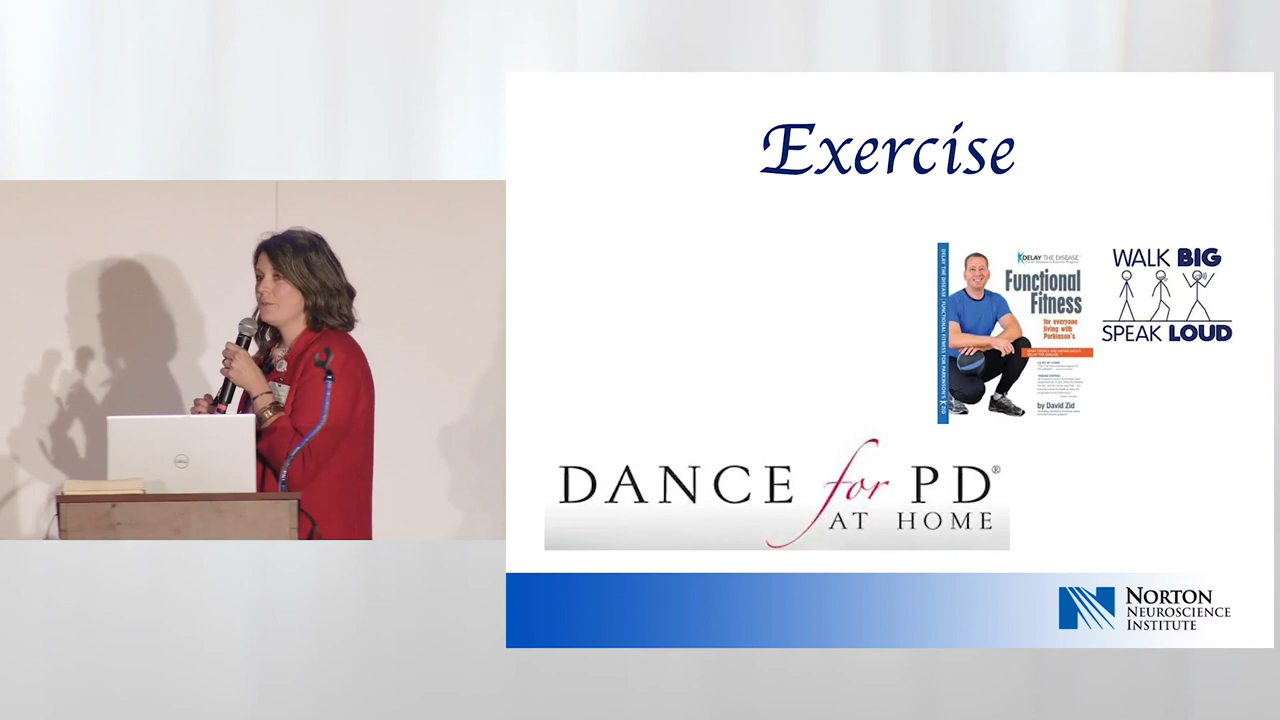 Exercise
DELAY THE DISEASE
Functional
Fitness
for everyone
living with
Parkinson's
by David Zid
WALK BIG
SPEAK LOUD
DANCE for PD®
AT HOME
DELL
NORTON
NEUROSCIENCE
INSTITUTE